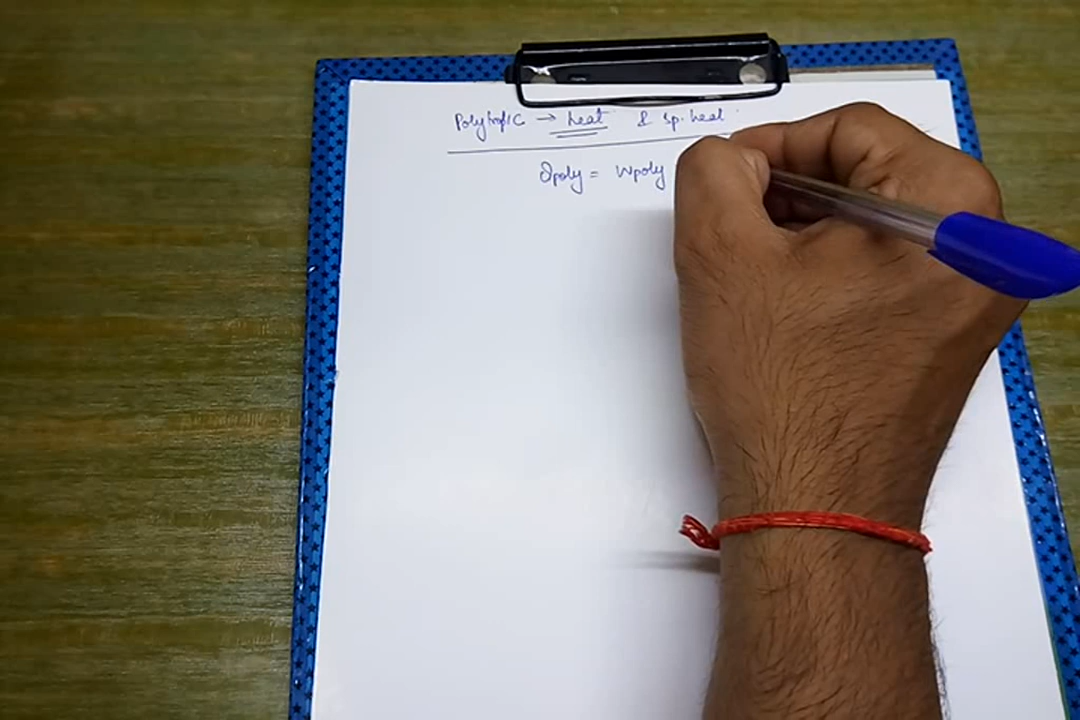 Polytropic → heat & sp. heat
Qpoly = Wpoly